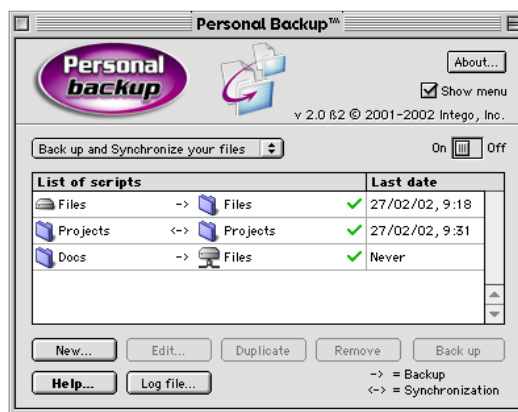 Personal Backup™
Personal backup
About...
Show menu
v 2.0 ß2 © 2001-2002 Intego, Inc.
Back up and Synchronize your files
On Off
List of scripts Last date
Files -> Files 27/02/02, 9:18
Projects <-> Projects 27/02/02, 9:31
Docs -> Files Never
New... Edit... Duplicate Remove Back up
Help... Log file... -> = Backup
<-> = Synchronization